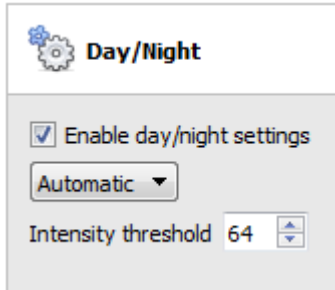 Day/Night
Enable day/night settings
Automatic
Intensity threshold 64